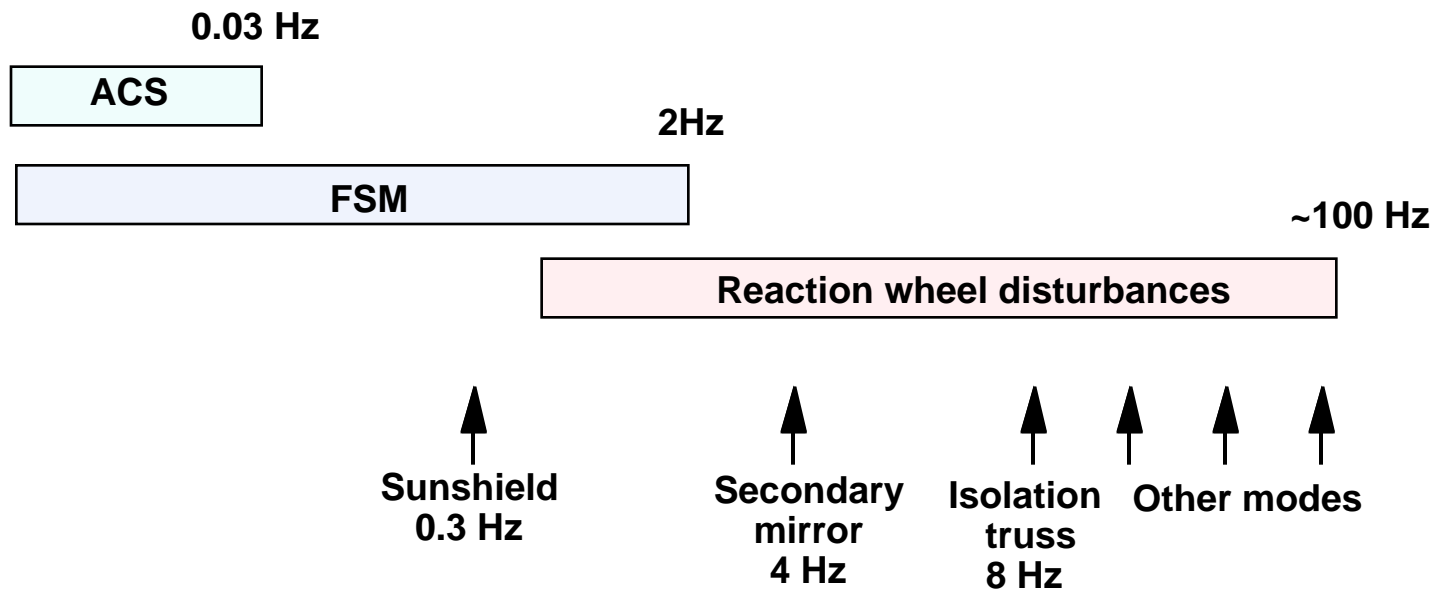 0.03 Hz
ACS
2Hz
FSM
~100 Hz
Reaction wheel disturbances
Sunshield
0.3 Hz
Secondary
mirror
4 Hz
Isolation
truss
8 Hz
Other modes